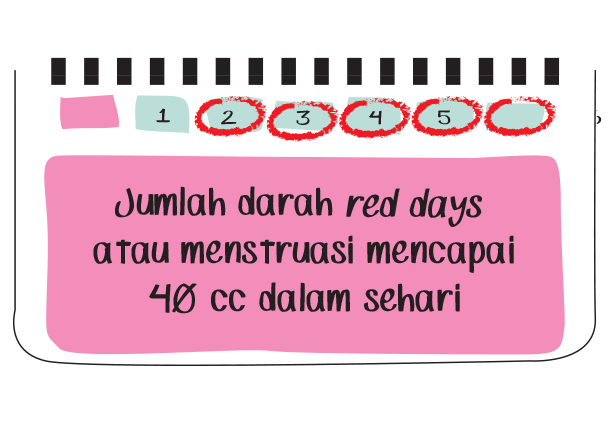 1 2 3 4 5
Jumlah darah red days
atau menstruasi mencapai
40 cc dalam sehari